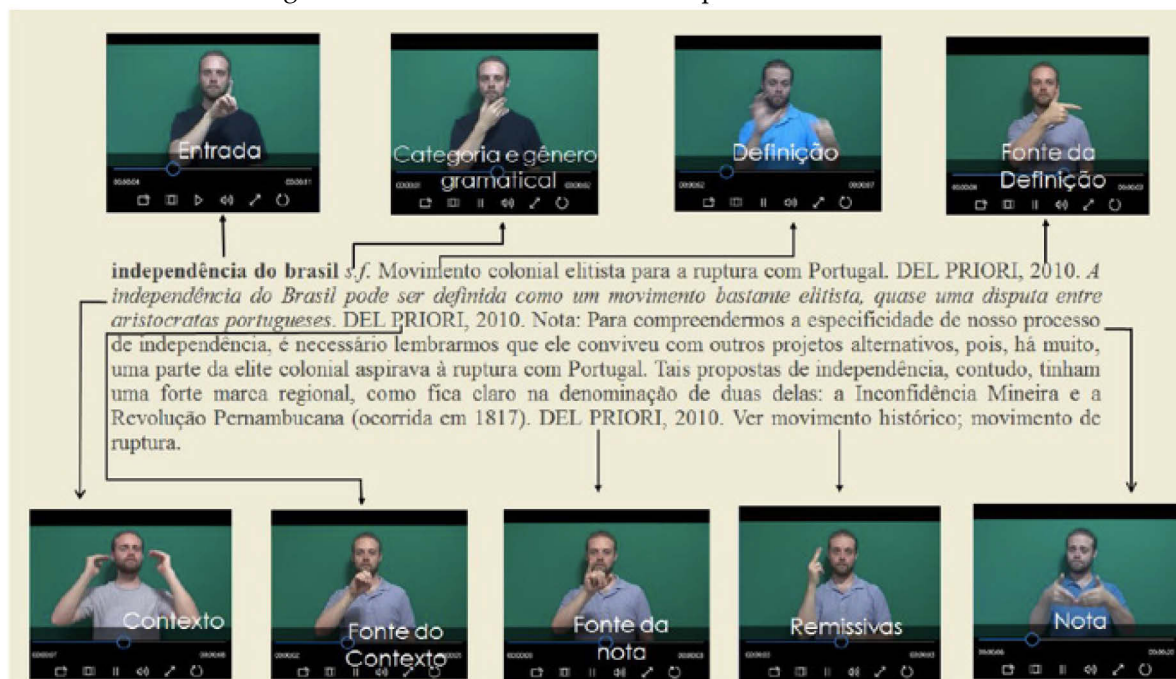 Entrada
Categoria e gênero
gramatical
Definição
Fonte da
Definição
independência do brasil s.f. Movimento colonial elitista para a ruptura com Portugal. DEL PRIORI, 2010. A
independência do Brasil pode ser definida como um movimento bastante elitista, quase uma disputa entre
aristocratas portugueses. DEL PRIORI, 2010. Nota: Para compreendermos a especificidade de nosso processo
de independência, é necessário lembrarmos que ele conviveu com outros projetos alternativos, pois, há muito,
uma parte da elite colonial aspirava à ruptura com Portugal. Tais propostas de independência, contudo, tinham
uma forte marca regional, como fica claro na denominação de duas delas: a Inconfidência Mineira e a
Revolução Pernambucana (ocorrida em 1817). DEL PRIORI, 2010. Ver movimento histórico; movimento de
ruptura.
Contexto
Fonte do
Contexto
Fonte da
nota
Remissivas
Nota